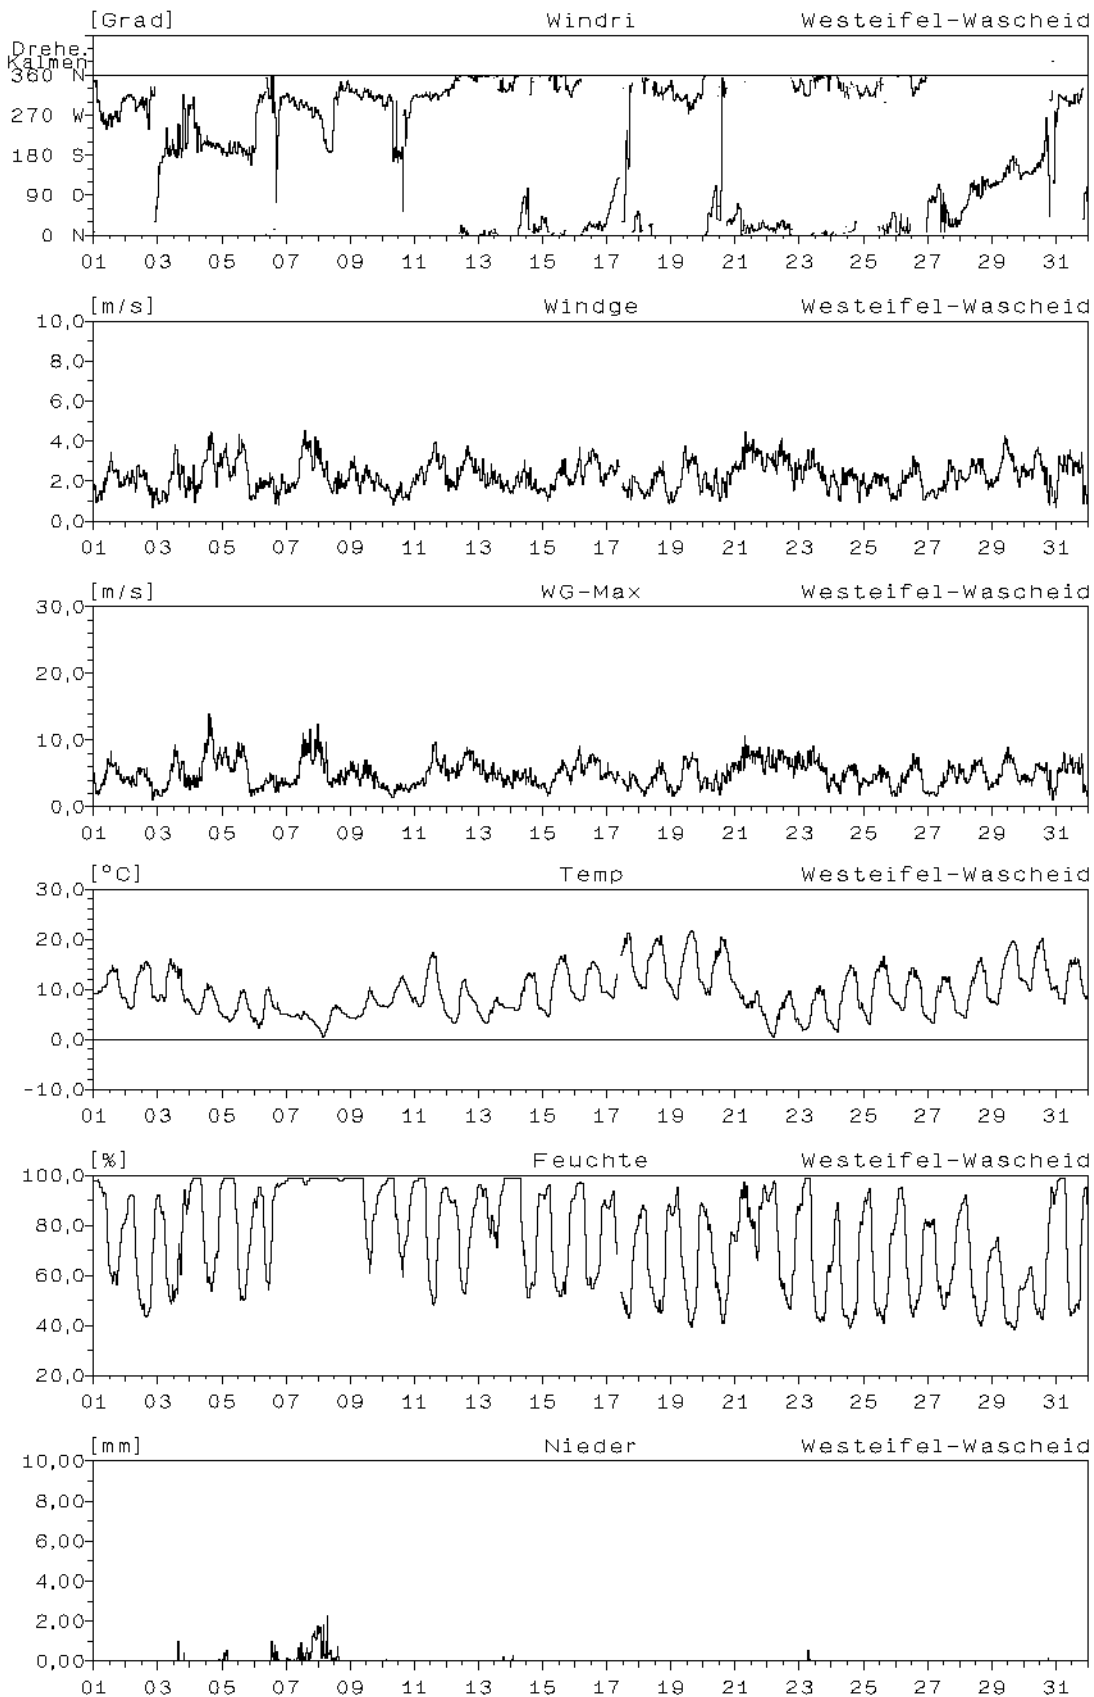 [Grad] Windri Westeifel-Wascheid
Drehe.
Kalmen
360 N
270 W
180 S
90 O
0 N
01 03 05 07 09 11 13 15 17 19 21 23 25 27 29 31
[m/s] Windge Westeifel-Wascheid
10,0
8,0
6,0
4,0
2,0
0,0
01 03 05 07 09 11 13 15 17 19 21 23 25 27 29 31
[m/s] WG-Max Westeifel-Wascheid
30,0
20,0
10,0
0,0
01 03 05 07 09 11 13 15 17 19 21 23 25 27 29 31
[°C] Temp Westeifel-Wascheid
30,0
20,0
10,0
0,0
-10,0
01 03 05 07 09 11 13 15 17 19 21 23 25 27 29 31
[%] Feuchte Westeifel-Wascheid
100,0
80,0
60,0
40,0
20,0
01 03 05 07 09 11 13 15 17 19 21 23 25 27 29 31
[mm] Nieder Westeifel-Wascheid
10,00
8,00
6,00
4,00
2,00
0,00
01 03 05 07 09 11 13 15 17 19 21 23 25 27 29 31